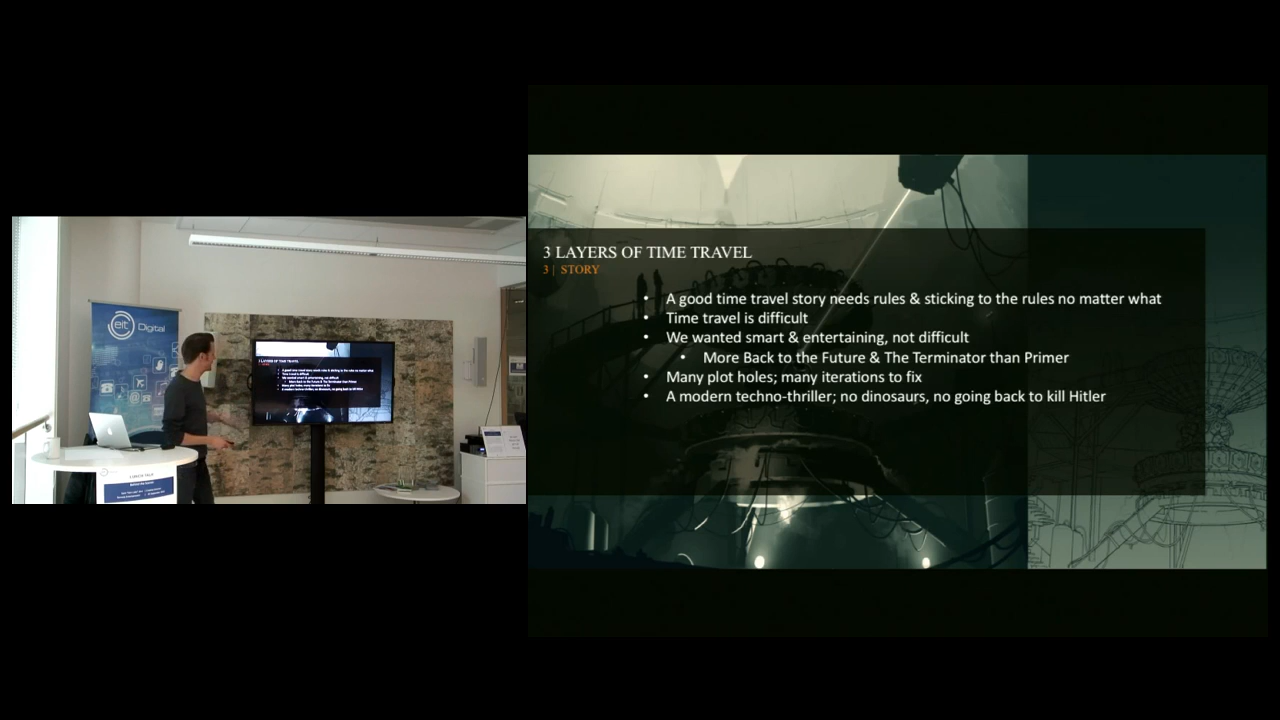 eit Digital
3 LAYERS OF TIME TRAVEL
3 | STORY
• A good time travel story needs rules & sticking to the rules no matter what
• Time travel is difficult
• We wanted smart & entertaining, not difficult
• More Back to the Future & The Terminator than Primer
• Many plot holes; many iterations to fix
• A modern techno-thriller; no dinosaurs, no going back to kill Hitler